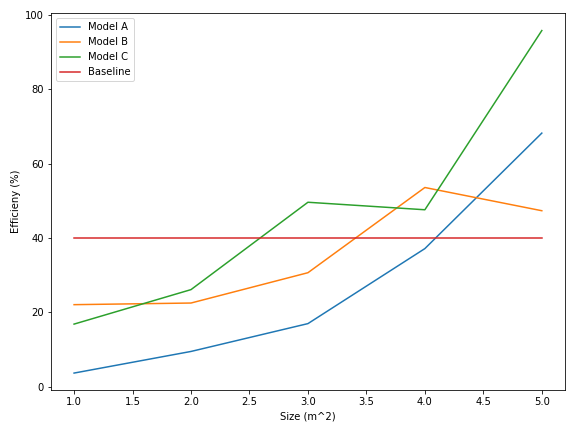 Model A
Model B
Model C
Baseline
100
80
60
40
20
0
Efficieny (%)
1.0 1.5 2.0 2.5 3.0 3.5 4.0 4.5 5.0
Size (m^2)